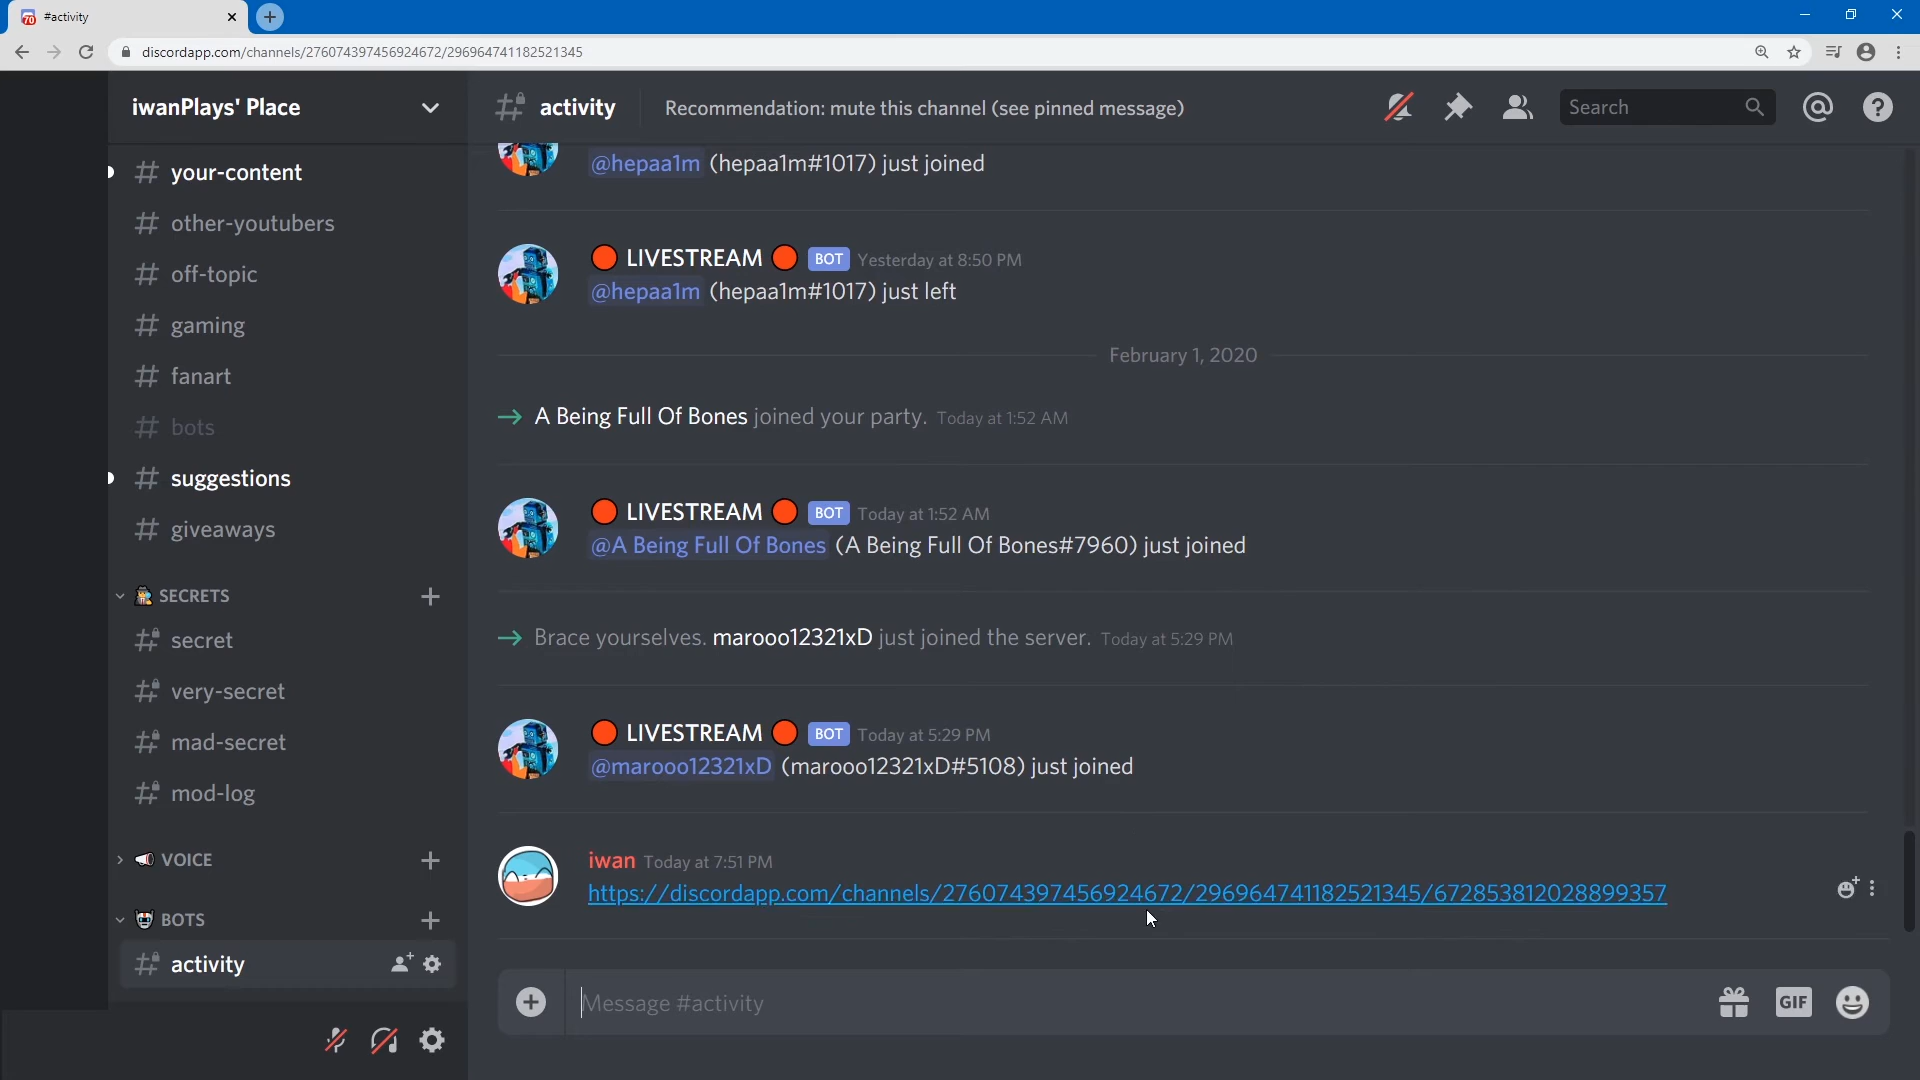 70
#activity
discordapp.com/channels/276074397456924672/296964741182521345
iwanPlays' Place
activity
Recommendation: mute this channel (see pinned message)
Search
your-content
other-youtubers
off-topic
gaming
fanart
bots
suggestions
giveaways
SECRETS
secret
very-secret
mad-secret
mod-log
VOICE
BOTS
activity
@hepaa1m (hepaa1m#1017) just joined
LIVESTREAM BOT Yesterday at 8:50 PM
@hepaa1m (hepaa1m#1017) just left
February 1, 2020
A Being Full Of Bones joined your party. Today at 1:52 AM
LIVESTREAM BOT Today at 1:52 AM
@A Being Full Of Bones (A Being Full Of Bones#7960) just joined
Brace yourselves. marooo12321xD just joined the server. Today at 5:29 PM
LIVESTREAM BOT Today at 5:29 PM
@marooo12321xD (marooo12321xD#5108) just joined
iwan Today at 7:51 PM
https://discordapp.com/channels/276074397456924672/296964741182521345/672853812028899357
Message #activity
GIF